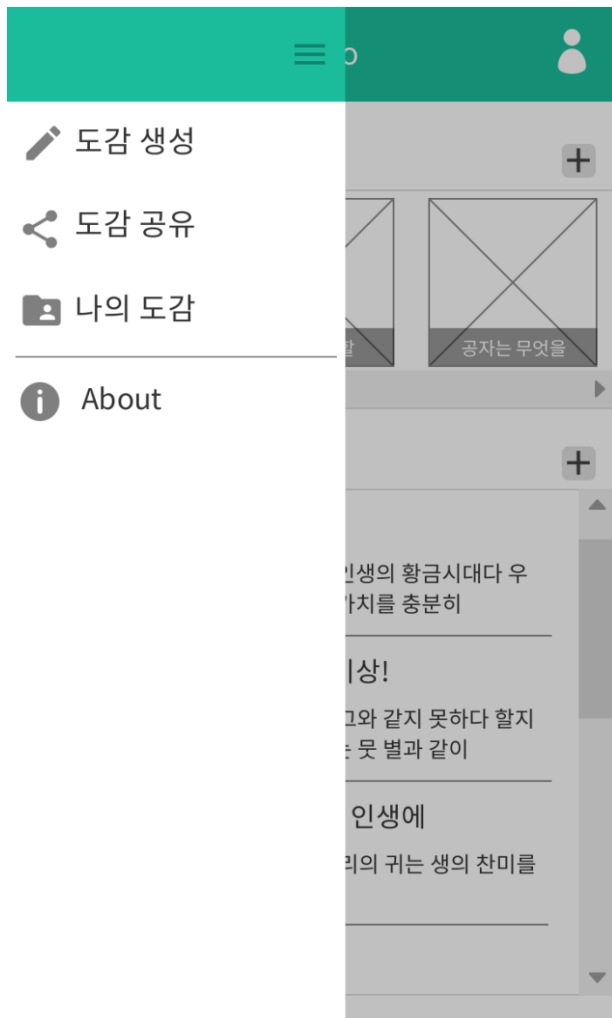 도감 생성
도감 공유
나의 도감
About
공자는 무엇을
인생의 황금시대다 우
가치를 충분히
이상!
그와 같지 못하다 할지
는 뭇 별과 같이
인생에
리의 귀는 생의 찬미를